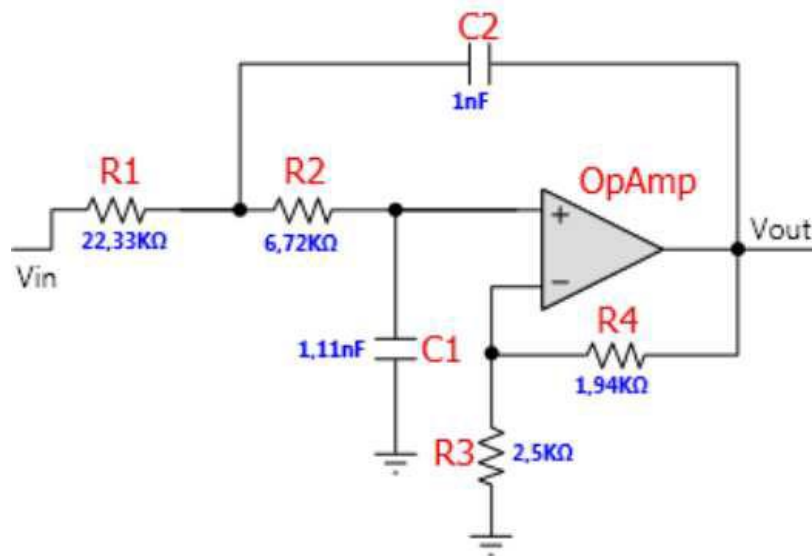 C2
1nF
R1
R2
OpAmp
22,33KΩ
6,72KΩ
+
Vout
Vin
−
R4
1,11nF
C1
1,94KΩ
R3
2,5KΩ